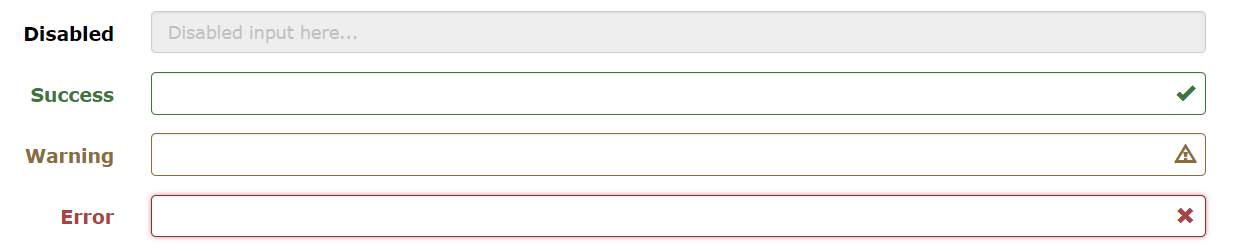 Disabled
Disabled input here...
Success
Warning
Error